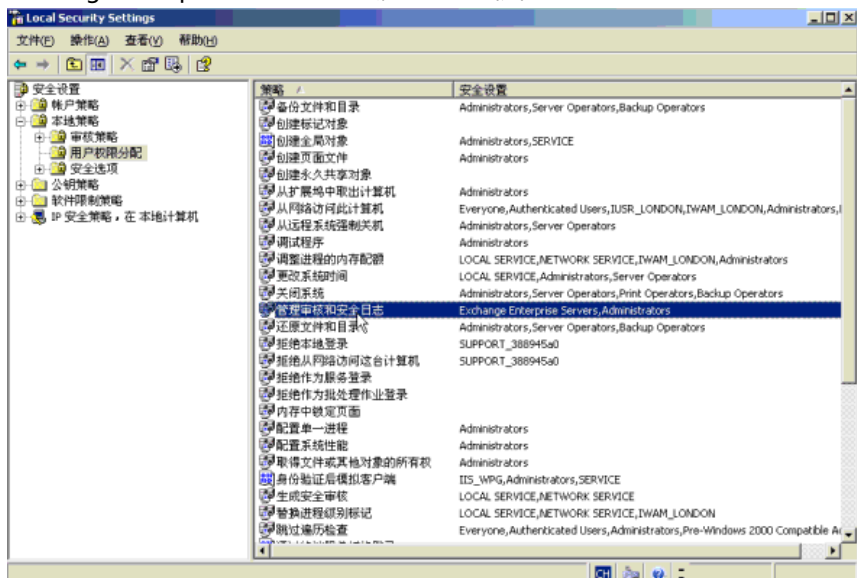 Local Security Settings
文件(F) 操作(A) 查看(V) 帮助(H)
安全设置
帐户策略
本地策略
审核策略
用户权限分配
安全选项
公钥策略
软件限制策略
IP 安全策略，在 本地计算机
策略 安全设置
备份文件和目录 Administrators,Server Operators,Backup Operators
创建标记对象
创建全局对象 Administrators,SERVICE
创建页面文件 Administrators
创建永久共享对象
从扩展坞中取出计算机 Administrators
从网络访问此计算机 Everyone,Authenticated Users,IUSR_LONDON,IWAM_LONDON,Administrators,
从远程系统强制关机 Administrators,Server Operators
调试程序 Administrators
调整进程的内存配额 LOCAL SERVICE,NETWORK SERVICE,IWAM_LONDON,Administrators
更改系统时间 LOCAL SERVICE,Administrators,Server Operators
关闭系统 Administrators,Server Operators,Print Operators,Backup Operators
管理审核和安全日志 Exchange Enterprise Servers,Administrators
还原文件和目录 Administrators,Server Operators,Backup Operators
拒绝本地登录 SUPPORT_388945a0
拒绝从网络访问这台计算机 SUPPORT_388945a0
拒绝作为服务登录
拒绝作为批处理作业登录
内存中锁定页面
配置单一进程 Administrators
配置系统性能 Administrators
取得文件或其他对象的所有权 Administrators
身份验证后模拟客户端 IIS_WPG,Administrators,SERVICE
生成安全审核 LOCAL SERVICE,NETWORK SERVICE
替换进程级别标记 LOCAL SERVICE,NETWORK SERVICE,IWAM_LONDON
跳过遍历检查 Everyone,Authenticated Users,Administrators,Pre-Windows 2000 Compatible
CH